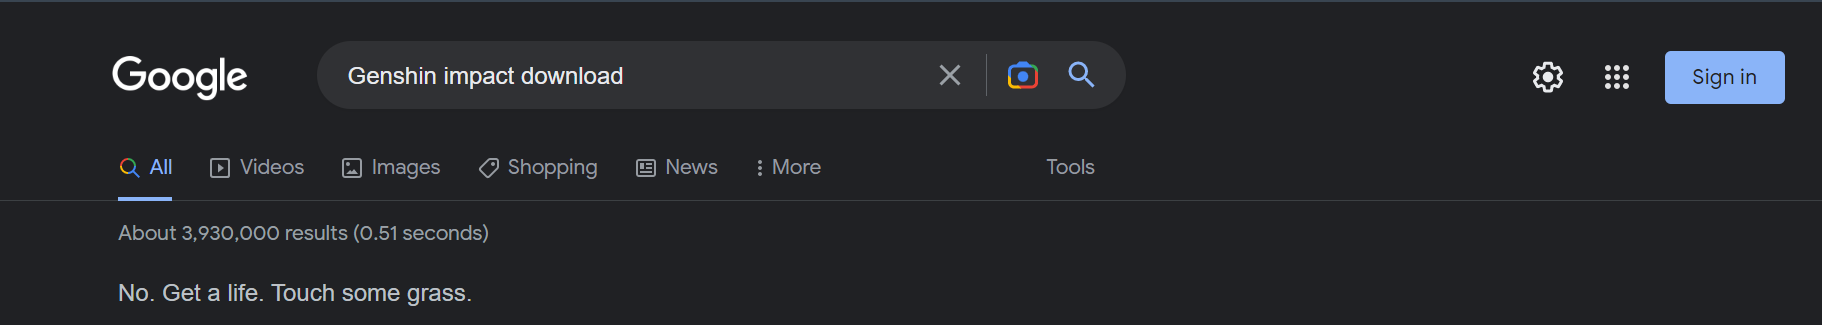 Google
Genshin impact download
Sign in
All Videos Images Shopping News More Tools
About 3,930,000 results (0.51 seconds)
No. Get a life. Touch some grass.